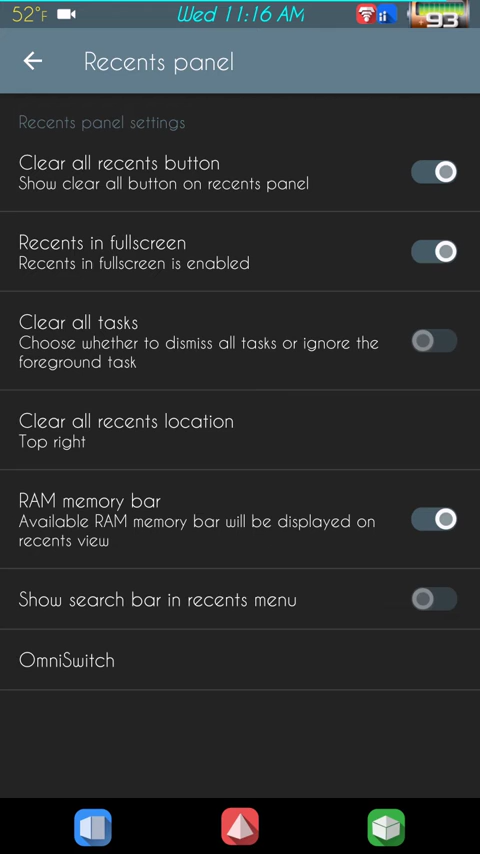 52°F Wed 11:16 AM 93
Recents panel
Recents panel settings
Clear all recents button
Show clear all button on recents panel
Recents in fullscreen
Recents in fullscreen is enabled
Clear all tasks
Choose whether to dismiss all tasks or ignore the
foreground task
Clear all recents location
Top right
RAM memory bar
Available RAM memory bar will be displayed on
recents view
Show search bar in recents menu
OmniSwitch